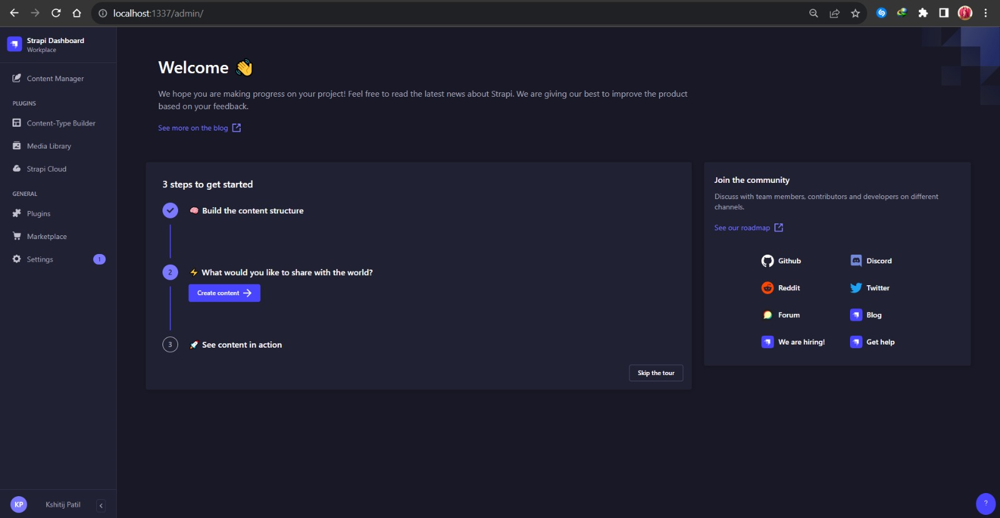 localhost:1337/admin/
Strapi Dashboard
Workplace
Content Manager
PLUGINS
Content-Type Builder
Media Library
Strapi Cloud
GENERAL
Plugins
Marketplace
Settings 1
KP Kshitij Patil
Welcome 👋
We hope you are making progress on your project! Feel free to read the latest news about Strapi. We are giving our best to improve the product
based on your feedback.
See more on the blog
3 steps to get started
🧠 Build the content structure
2 ⚡ What would you like to share with the world?
Create content
3 🚀 See content in action
Skip the tour
Join the community
Discuss with team members, contributors and developers on different
channels.
See our roadmap
Github Discord
Reddit Twitter
Forum Blog
We are hiring! Get help
?